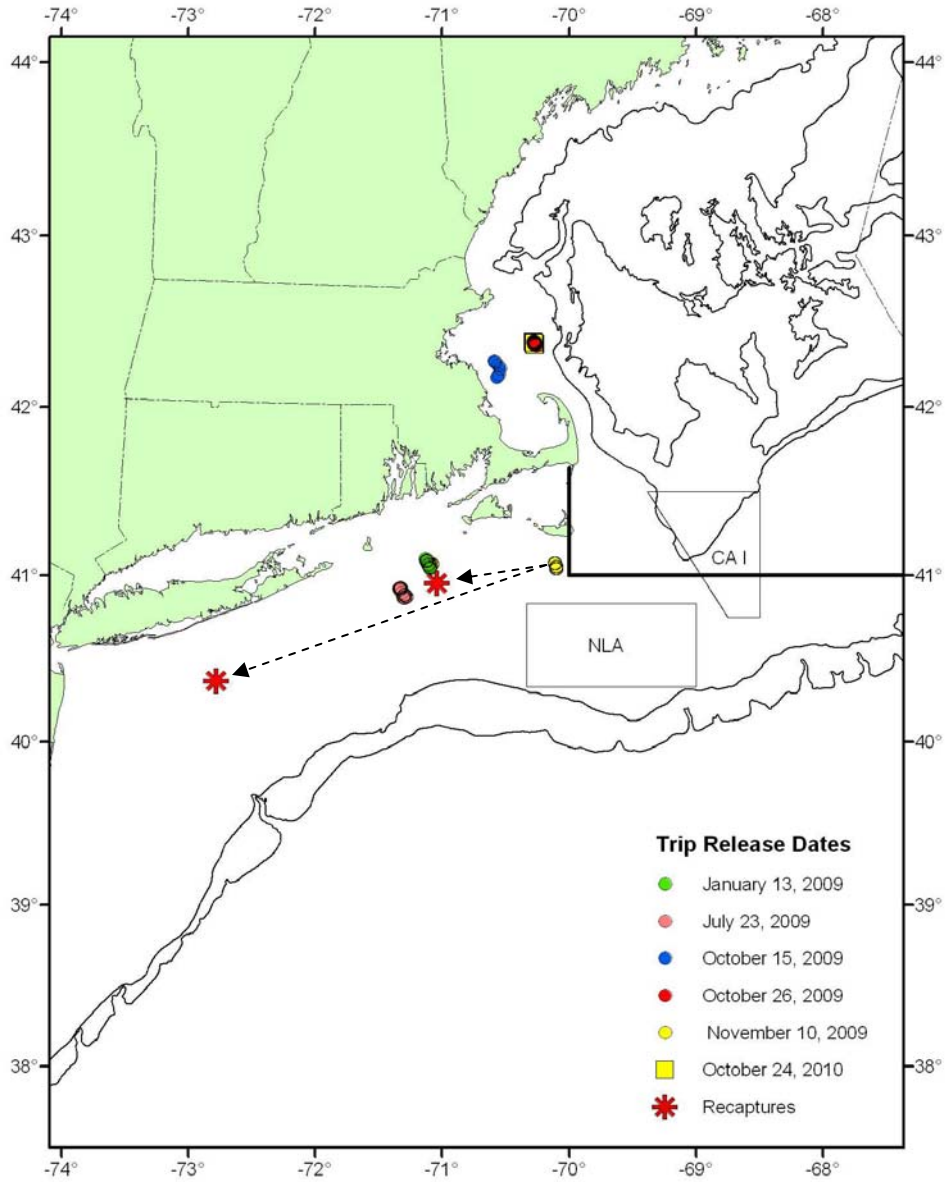 -74° -73° -72° -71° -70° -69° -68°
44° 44°
43° 43°
42° 42°
CA I
41° 41°
NLA
40° 40°
Trip Release Dates
January 13, 2009
39° 39°
July 23, 2009
October 15, 2009
October 26, 2009
November 10, 2009
38° 38°
October 24, 2010
Recaptures
-74° -73° -72° -71° -70° -69° -68°